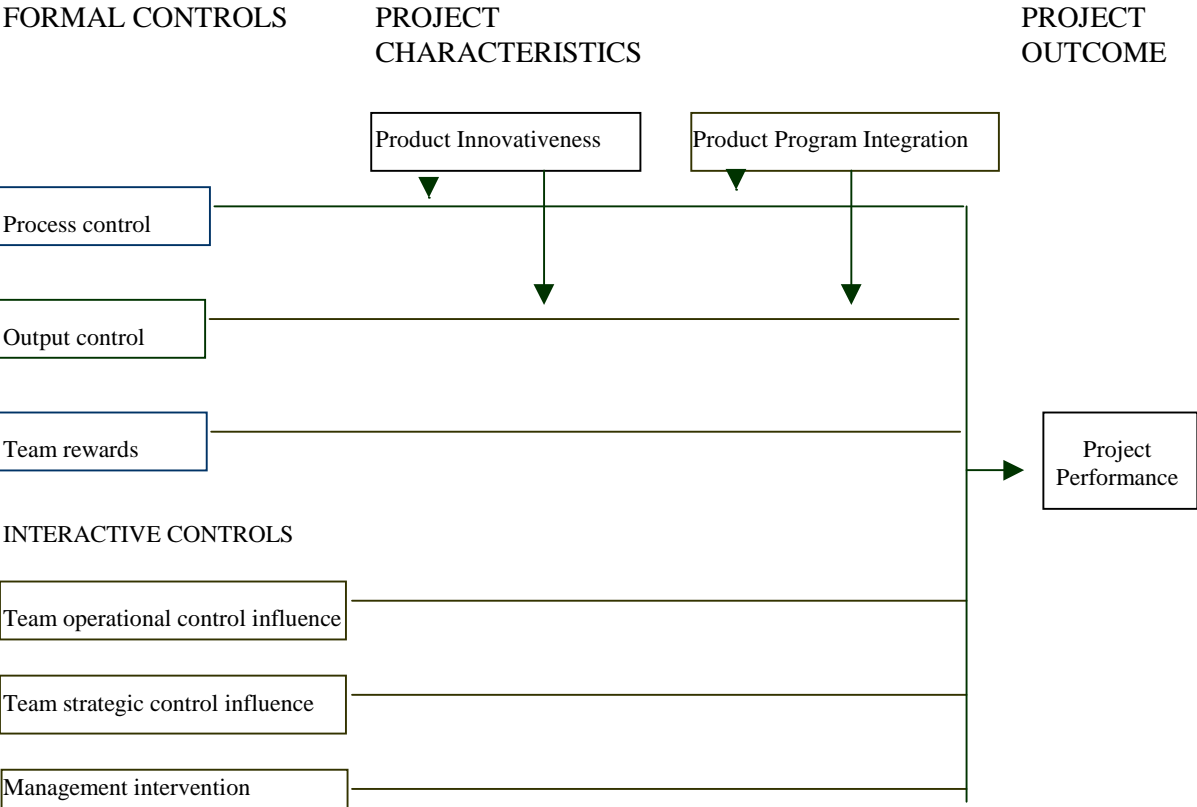 FORMAL CONTROLS
PROJECT
CHARACTERISTICS
PROJECT
OUTCOME
Product Innovativeness
Product Program Integration
Process control
Output control
Team rewards
Project
Performance
INTERACTIVE CONTROLS
Team operational control influence
Team strategic control influence
Management intervention